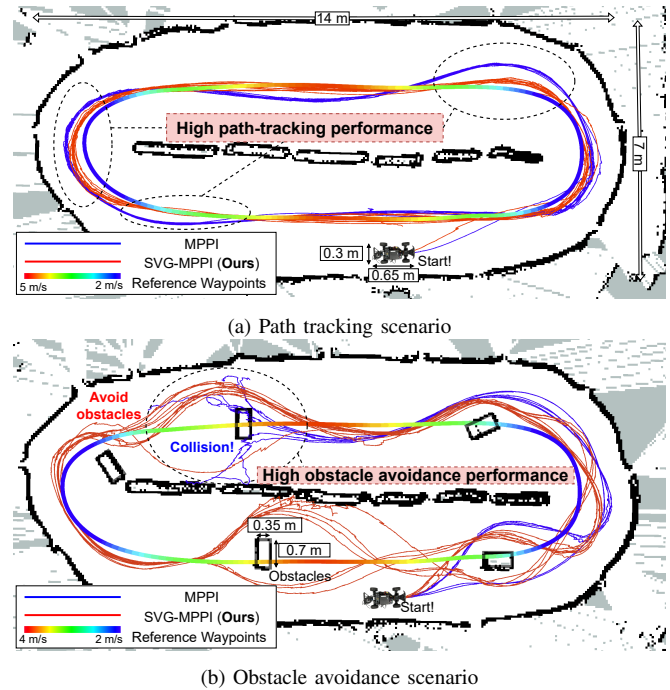 14 m
High path-tracking performance
7 m
MPPI
SVG-MPPI (Ours)
5 m/s 2 m/s Reference Waypoints
0.3 m
0.65 m
Start!
(a) Path tracking scenario
Avoid
obstacles
Collision!
High obstacle avoidance performance
0.35 m
0.7 m
Obstacles
Start!
MPPI
SVG-MPPI (Ours)
4 m/s 2 m/s Reference Waypoints
(b) Obstacle avoidance scenario